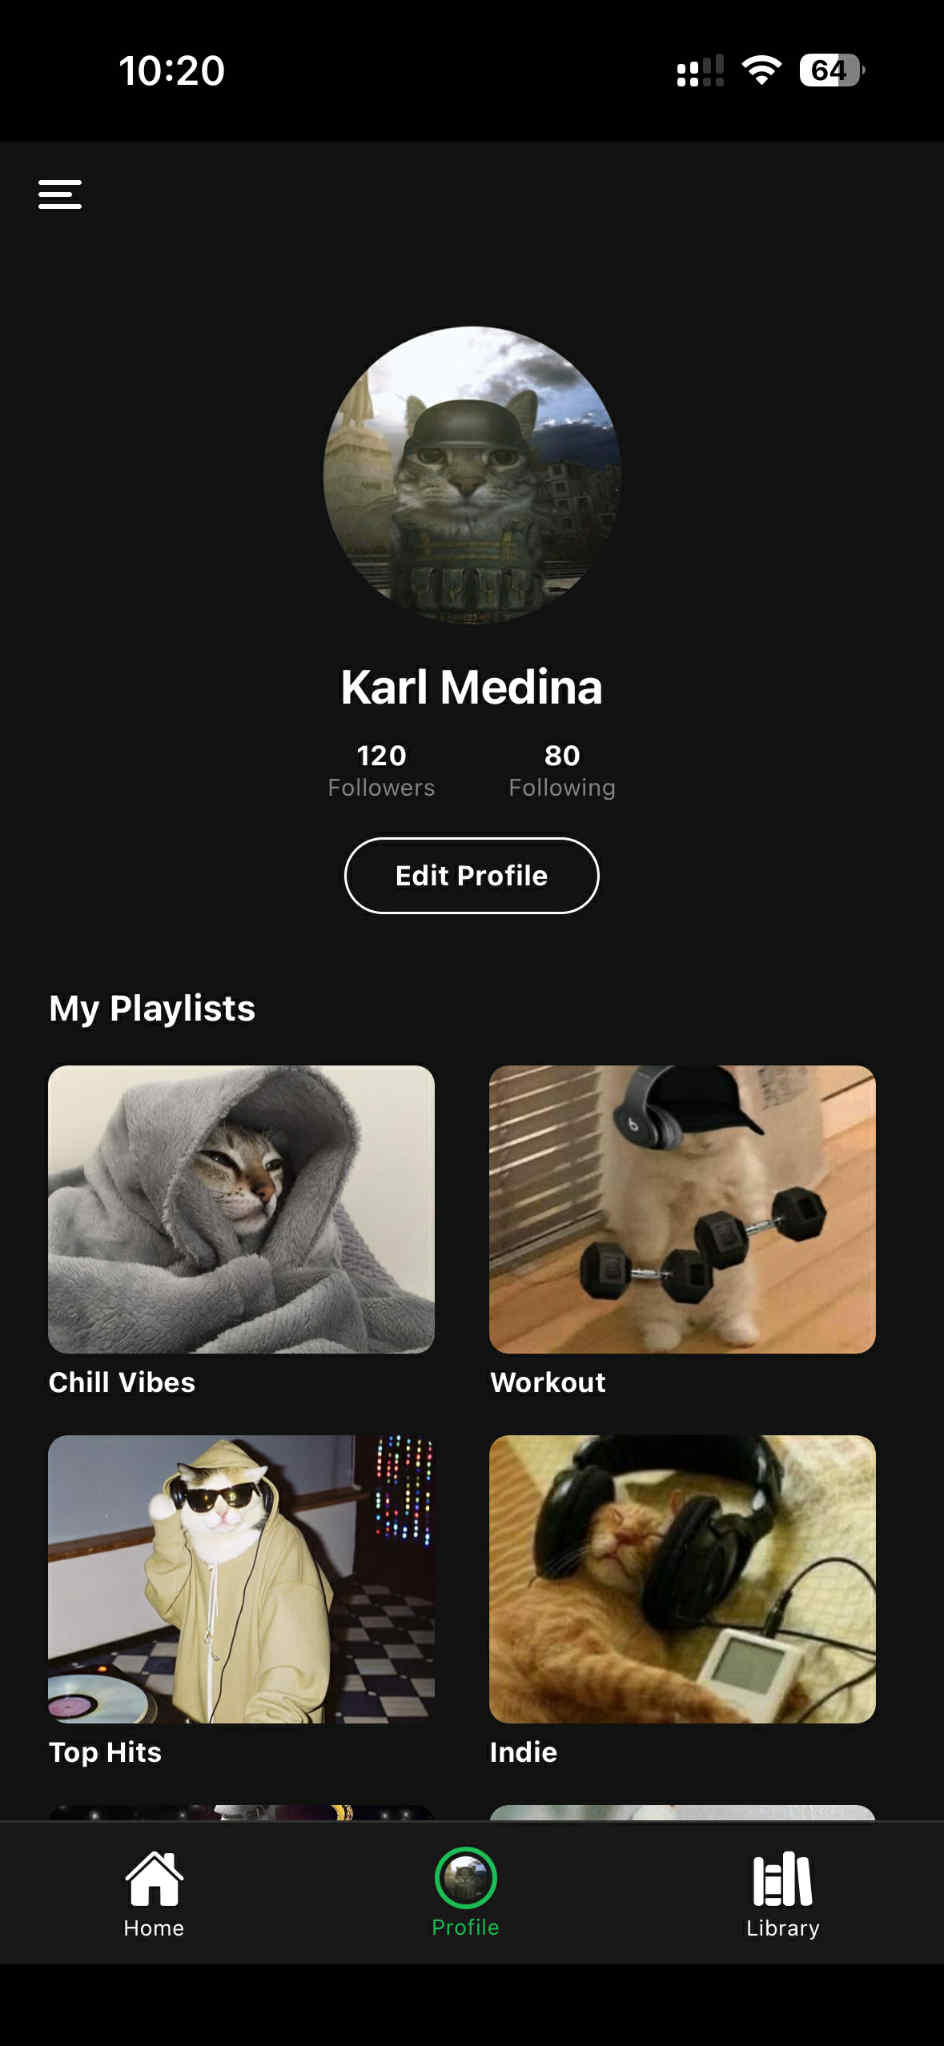 10:20
64
Karl Medina
120 80
Followers Following
Edit Profile
My Playlists
Chill Vibes Workout
Top Hits Indie
Home Profile Library